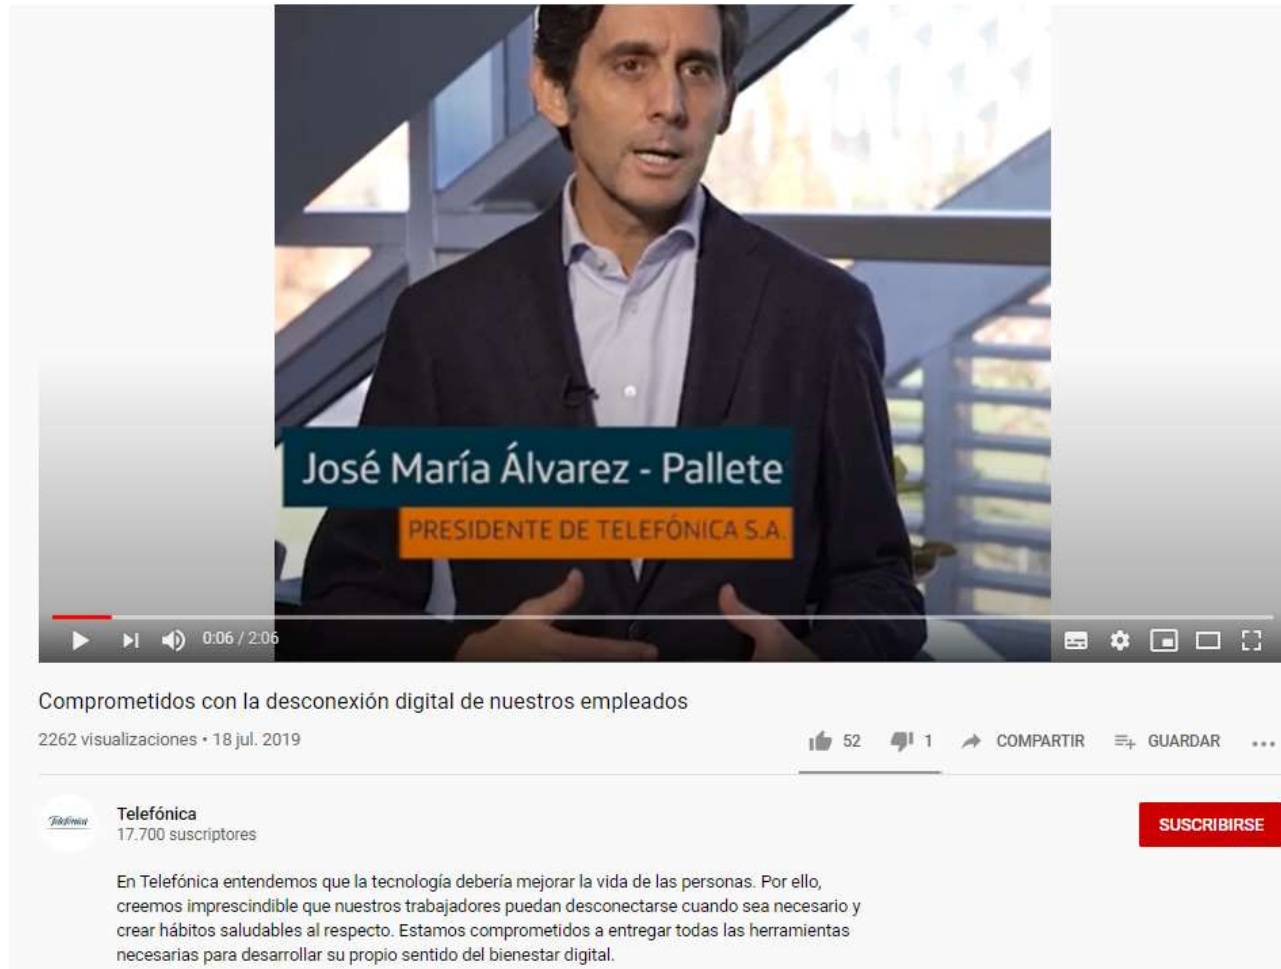 José María Álvarez - Pallete
PRESIDENTE DE TELEFÓNICA S.A.
0:06 / 2:06
Comprometidos con la desconexión digital de nuestros empleados
2262 visualizaciones • 18 jul. 2019
52 1 COMPARTIR GUARDAR
Telefónica
Telefónica
17.700 suscriptores
SUSCRIBIRSE
En Telefónica entendemos que la tecnología debería mejorar la vida de las personas. Por ello,
creemos imprescindible que nuestros trabajadores puedan desconectarse cuando sea necesario y
crear hábitos saludables al respecto. Estamos comprometidos a entregar todas las herramientas
necesarias para desarrollar su propio sentido del bienestar digital.